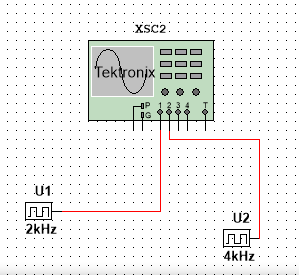 XSC2
Tektronix
P
G
1 2 3 4 T
U1
2kHz
U2
4kHz